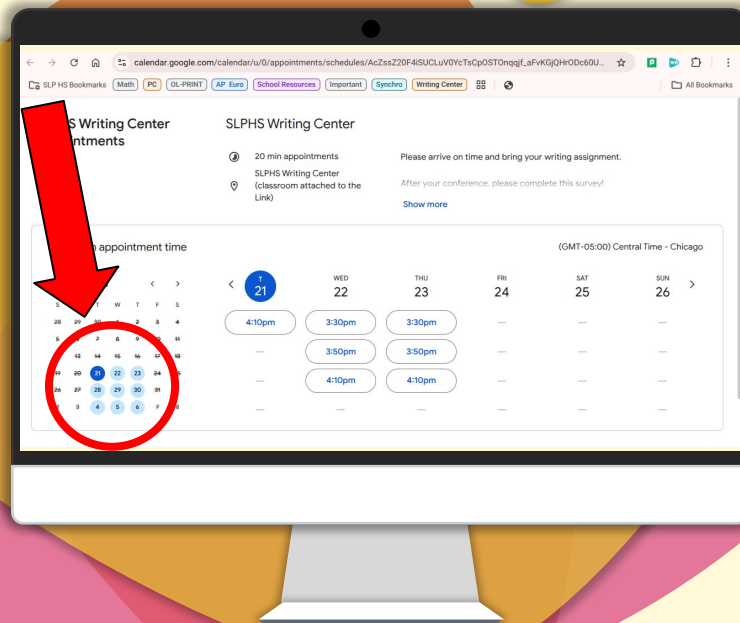 calendar.google.com/calendar/u/0/appointments/schedules/AcZssZ20F4iSUCLuV0YcTsCpOSTOnqqjf_aFvKGjQHrODc60U...
SLP HS Bookmarks Math PC OL-PRINT AP Euro School Resources Important Synchro Writing Center All Bookmarks
S Writing Center
ntments
SLPHS Writing Center
20 min appointments
SLPHS Writing Center
(classroom attached to the
Link)
Please arrive on time and bring your writing assignment.
After your conference, please complete this survey!
Show more
appointment time
(GMT-05:00) Central Time - Chicago
S T W T F S
28 29 30 1 2 3 4
5 7 8 9 10 11
13 14 15 16 17 18
19 20 21 22 23 24
26 27 28 29 30 31
3 4 5 6 7 8
T WED THU FRI SAT SUN
21 22 23 24 25 26
4:10pm 3:30pm 3:30pm — — —
— 3:50pm 3:50pm — — —
— 4:10pm 4:10pm — — —
— — — — — —